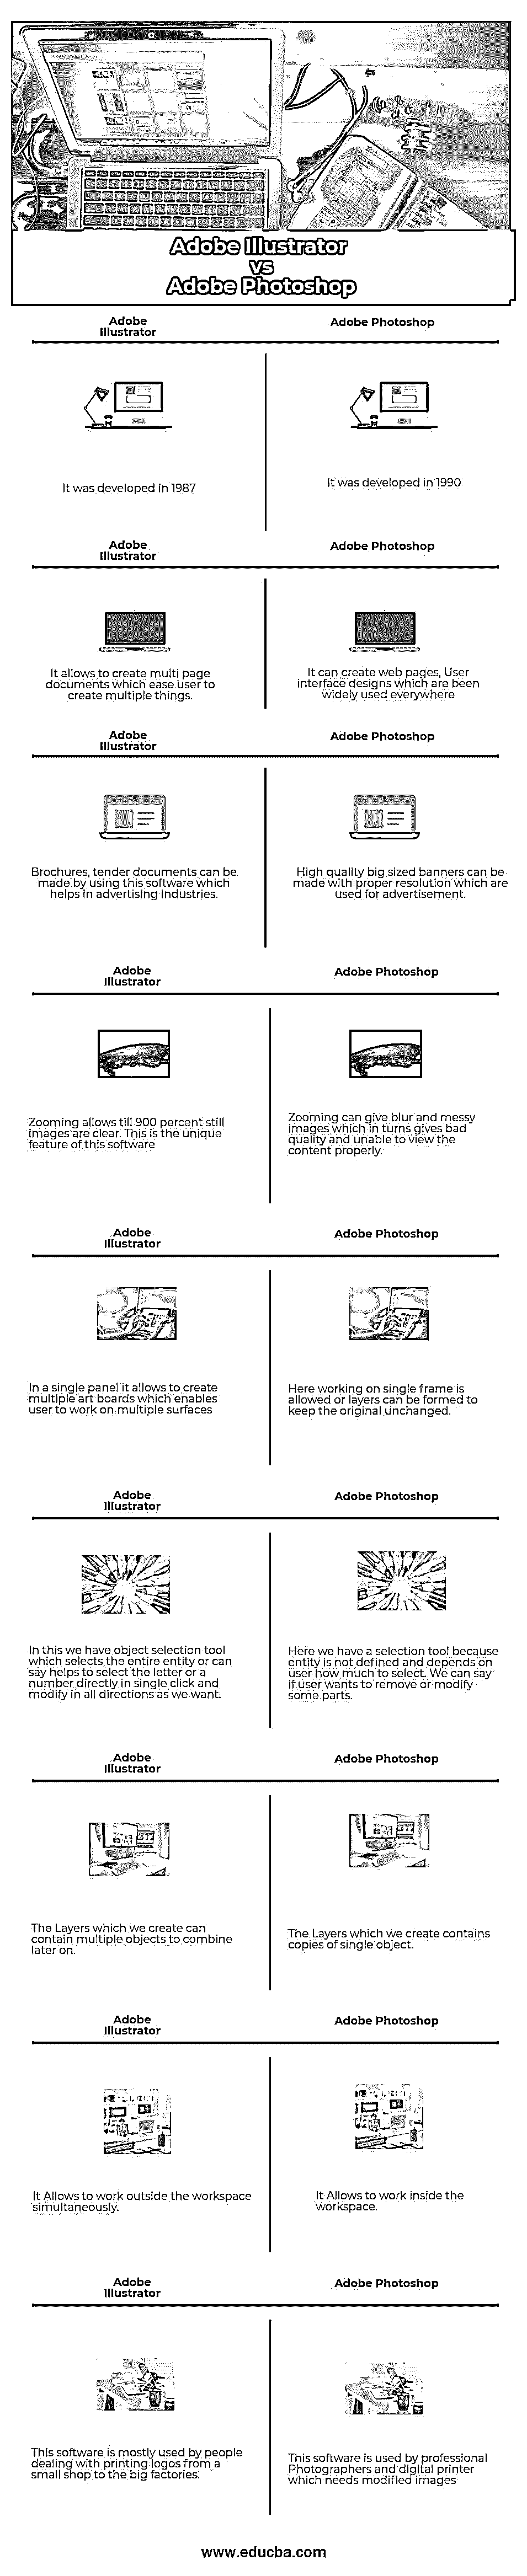 Adobe Illustrator
vs
Adobe Photoshop
Adobe
Illustrator
Adobe Photoshop
It was developed in 1987
It was developed in 1990
Adobe
Illustrator
Adobe Photoshop
It allows to create multi page
documents which ease user to
create multiple things.
It can create web pages, User
interface designs which are been
widely used everywhere
Adobe
Illustrator
Adobe Photoshop
Brochures, tender documents can be
made by using this software which
helps in advertising industries.
High quality big sized banners can be
made with proper resolution which are
used for advertisement.
Adobe
Illustrator
Adobe Photoshop
Zooming allows till 900 percent still
images are clear. This is the unique
feature of this software
Zooming can give blur and messy
images which in turns gives bad
quality and unable to view the
content properly.
Adobe
Illustrator
Adobe Photoshop
In a single panel it allows to create
multiple art boards which enables
user to work on multiple surfaces
Here working on single frame is
allowed or layers can be formed to
keep the original unchanged.
Adobe
Illustrator
Adobe Photoshop
In this we have object selection tool
which selects the entire entity or can
say helps to select the letter or a
number directly in single click and
modify in all directions as we want.
Here we have a selection tool because
entity is not defined and depends on
user how much to select. We can say
if user wants to remove or modify
some parts.
Adobe
Illustrator
Adobe Photoshop
The Layers which we create can
contain multiple objects to combine
later on.
The Layers which we create contains
copies of single object.
Adobe
Illustrator
Adobe Photoshop
It Allows to work outside the workspace
simultaneously.
It Allows to work inside the
workspace.
Adobe
Illustrator
Adobe Photoshop
This software is mostly used by people
dealing with printing logos from a
small shop to the big factories.
This software is used by professional
Photographers and digital printer
which needs modified images
www.educba.com